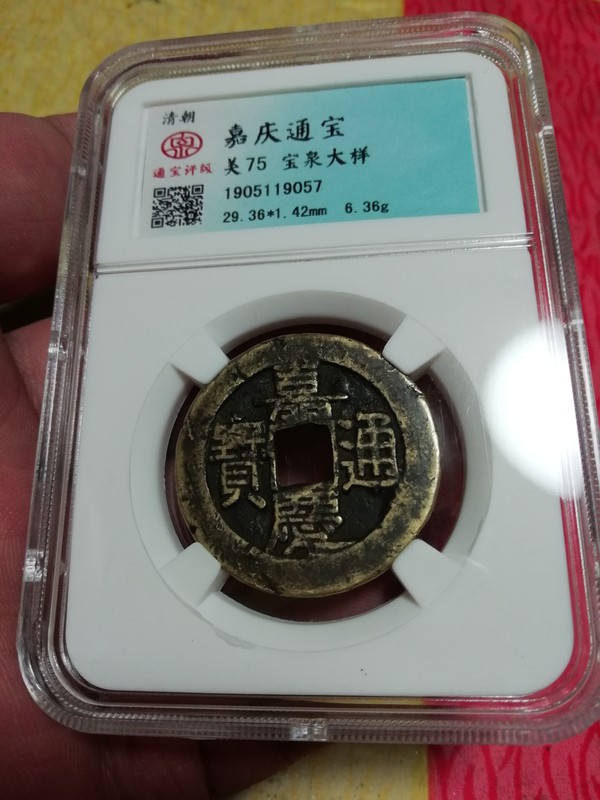 清朝
通宝评级
嘉庆通宝
美75 宝泉大样
1905119057
29.36*1.42mm 6.36g
嘉慶通寶